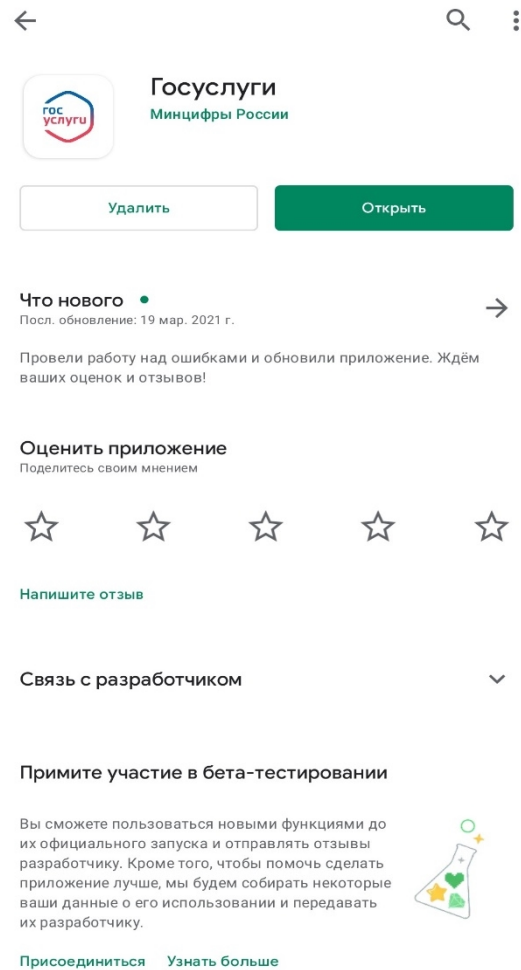 Госуслуги
гос
услуги
Минцифры России
Удалить
Открыть
Что нового
Посл. обновление: 19 мар. 2021 г.
Провели работу над ошибками и обновили приложение. Ждём
ваших оценок и отзывов!
Оценить приложение
Поделитесь своим мнением
Напишите отзыв
Связь с разработчиком
Примите участие в бета-тестировании
Вы сможете пользоваться новыми функциями до
их официального запуска и отправлять отзывы
разработчику. Кроме того, чтобы помочь сделать
приложение лучше, мы будем собирать некоторые
ваши данные о его использовании и передавать
их разработчику.
Присоединиться
Узнать больше